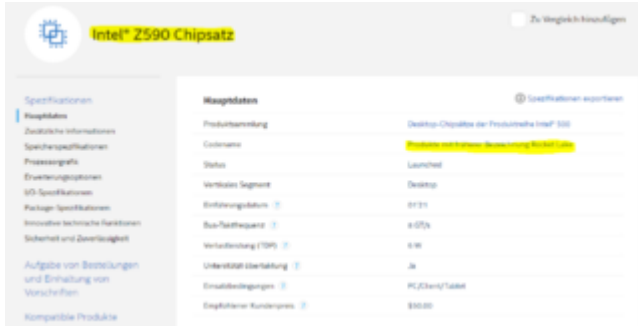 Zu Vergleich hinzufügen
Intel® Z590 Chipsatz
Spezifikationen
Hauptdaten
Zusätzliche Informationen
Speicherspezifikationen
Prozessorgrafik
Erweiterungsoptionen
I/O-Spezifikationen
Package-Spezifikationen
Innovative technische Funktionen
Sicherheit und Zuverlässigkeit
Aufgabe von Bestellungen
und Einhaltung von
Vorschriften
Kompatible Produkte
Hauptdaten
Spezifikationen exportieren
Produktsammlung Desktop-Chipsätze der Produktreihe Intel® 500
Codename Produkte mit früherer Bezeichnung Rocket Lake
Status Launched
Vertikales Segment Desktop
Einführungsdatum ? Q1'21
Bus-Taktfrequenz ? 8 GT/s
Verlustleistung (TDP) ? 6 W
Unterstützt Übertaktung ? Ja
Einsatzbedingungen ? PC/Client/Tablet
Empfohlener Kundenpreis ? $50.00